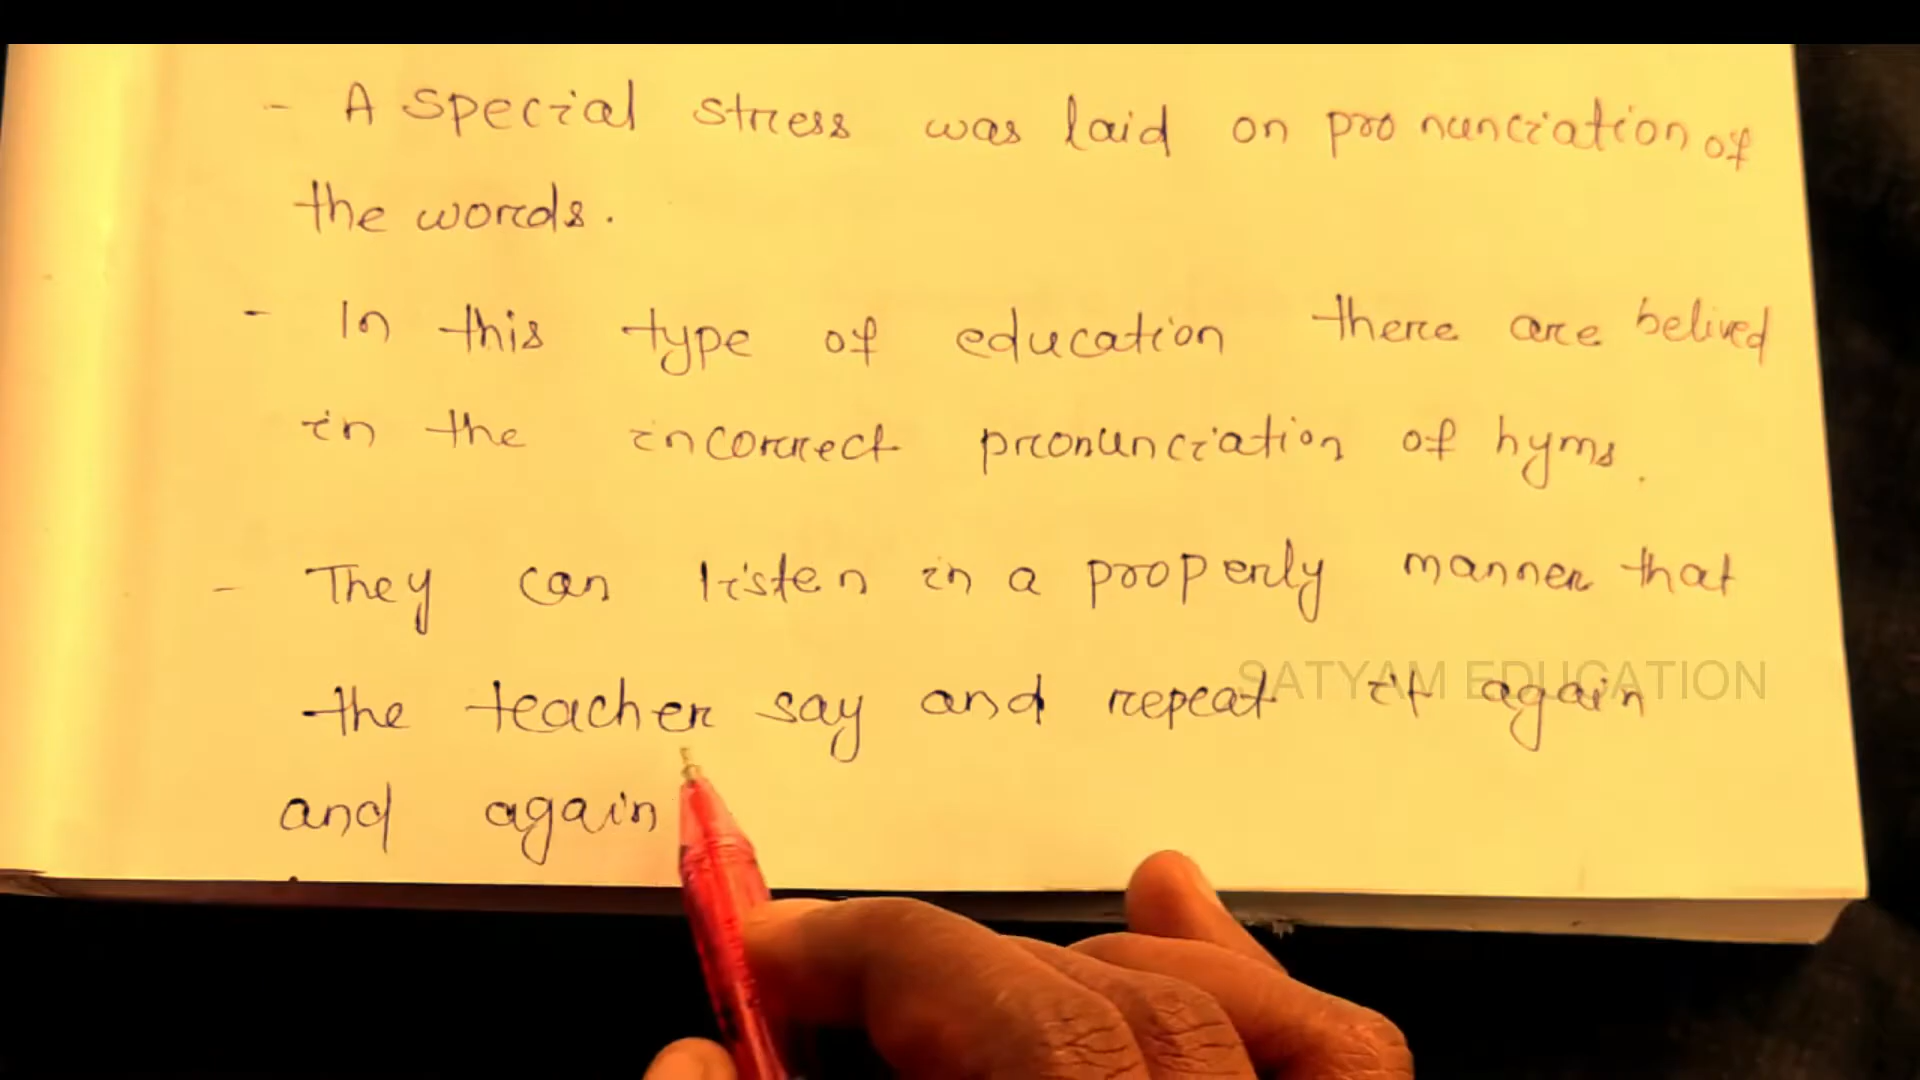 - A special stress was laid on pronunciation of
the words.
- In this type of education there are belived
in the incorrect pronunciation of hyms.
- They can listen in a properly manner that
the teacher say and repeat it again
SATYAM EDUCATION
and again